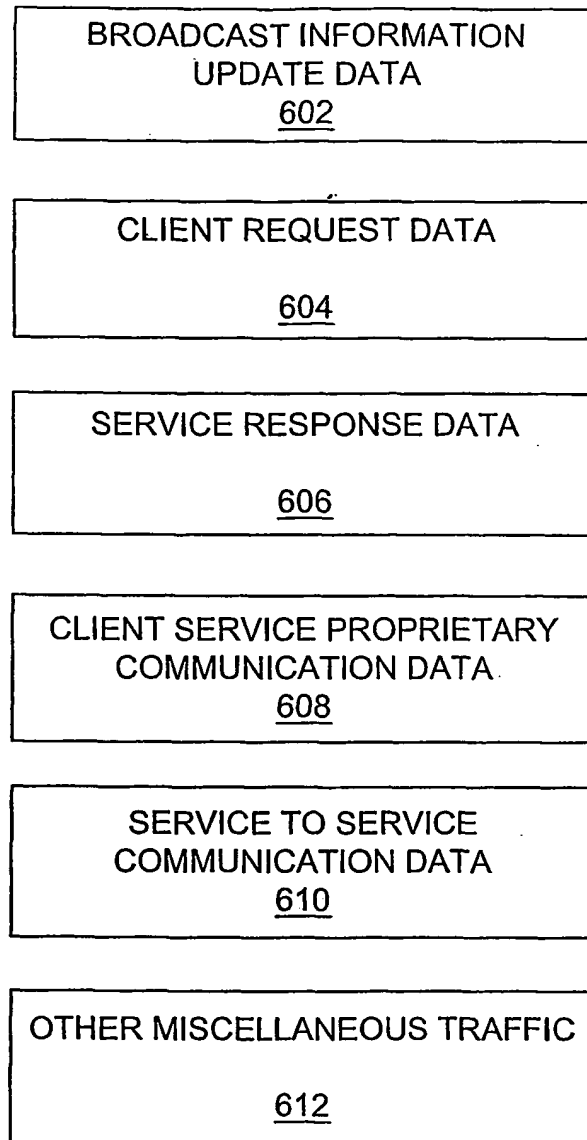 BROADCAST INFORMATION
UPDATE DATA
602
CLIENT REQUEST DATA
604
SERVICE RESPONSE DATA
606
CLIENT SERVICE PROPRIETARY
COMMUNICATION DATA
608
SERVICE TO SERVICE
COMMUNICATION DATA
610
OTHER MISCELLANEOUS TRAFFIC
612